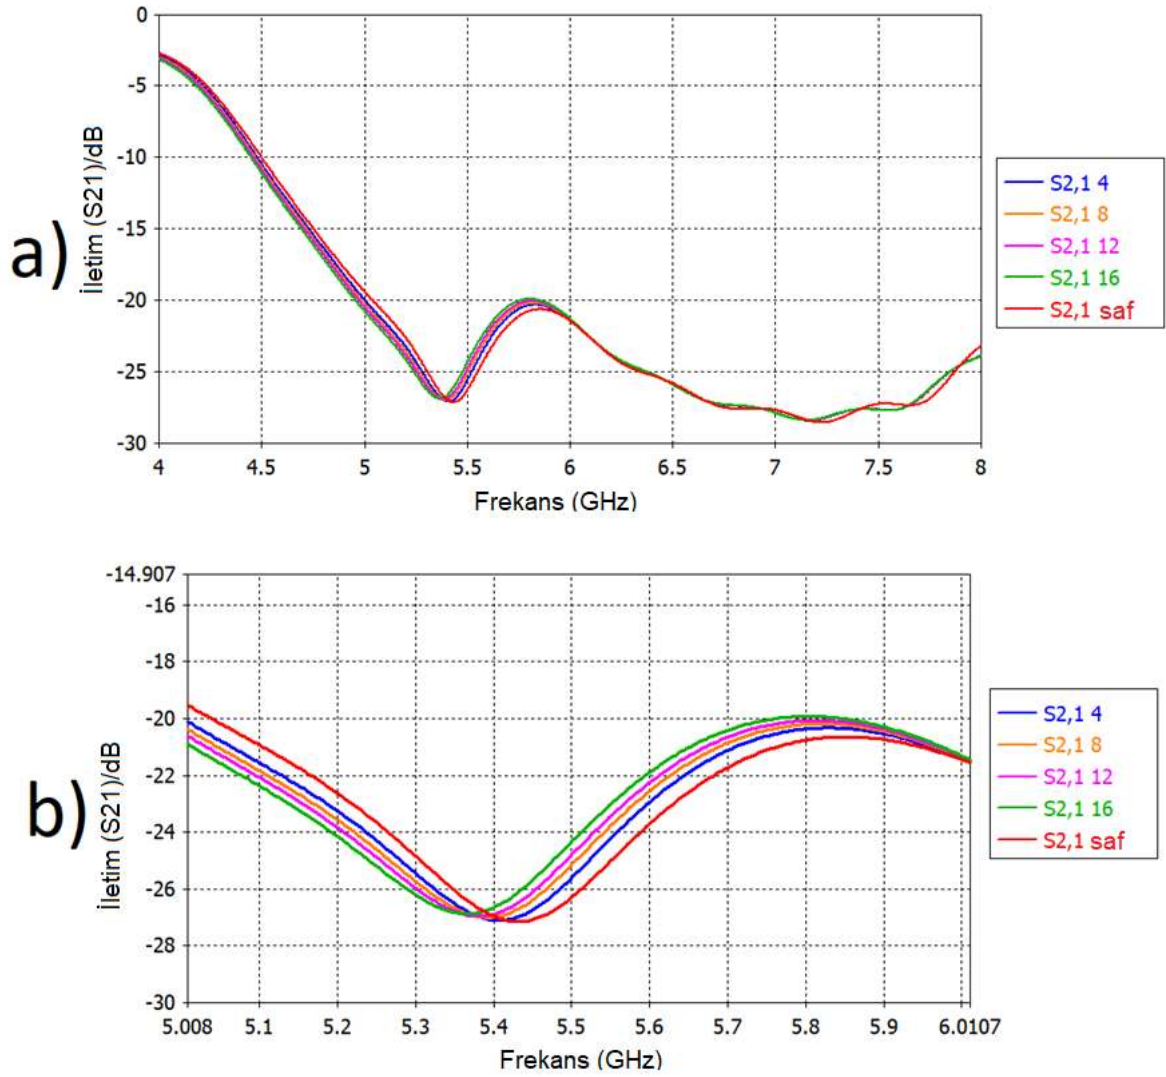 a)
İletim (S21)/dB
0
-5
-10
-15
-20
-25
-30
4 4.5 5 5.5 6 6.5 7 7.5 8
Frekans (GHz)
S2,1 4
S2,1 8
S2,1 12
S2,1 16
S2,1 saf
b)
İletim (S21)/dB
-14.907
-16
-18
-20
-22
-24
-26
-28
-30
5.008 5.1 5.2 5.3 5.4 5.5 5.6 5.7 5.8 5.9 6.0107
Frekans (GHz)
S2,1 4
S2,1 8
S2,1 12
S2,1 16
S2,1 saf